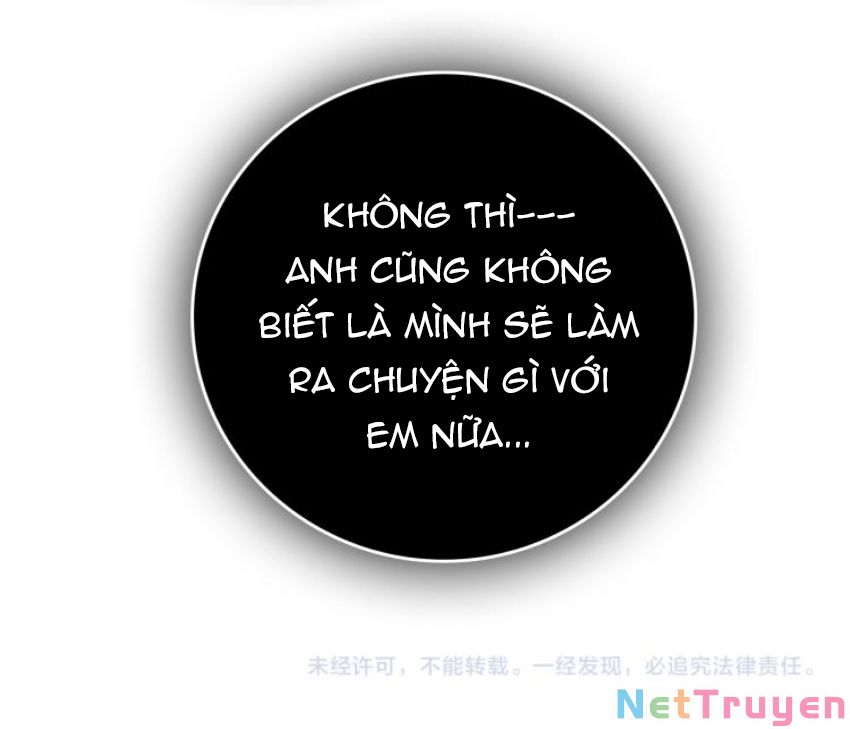 KHÔNG THÌ---
ANH CŨNG KHÔNG
BIẾT LÀ MÌNH SẼ LÀM
RA CHUYỆN GÌ VỚI
EM NỮA...
未经许可，不能转载。一经发现，必追究法律责任。
NetTruyen